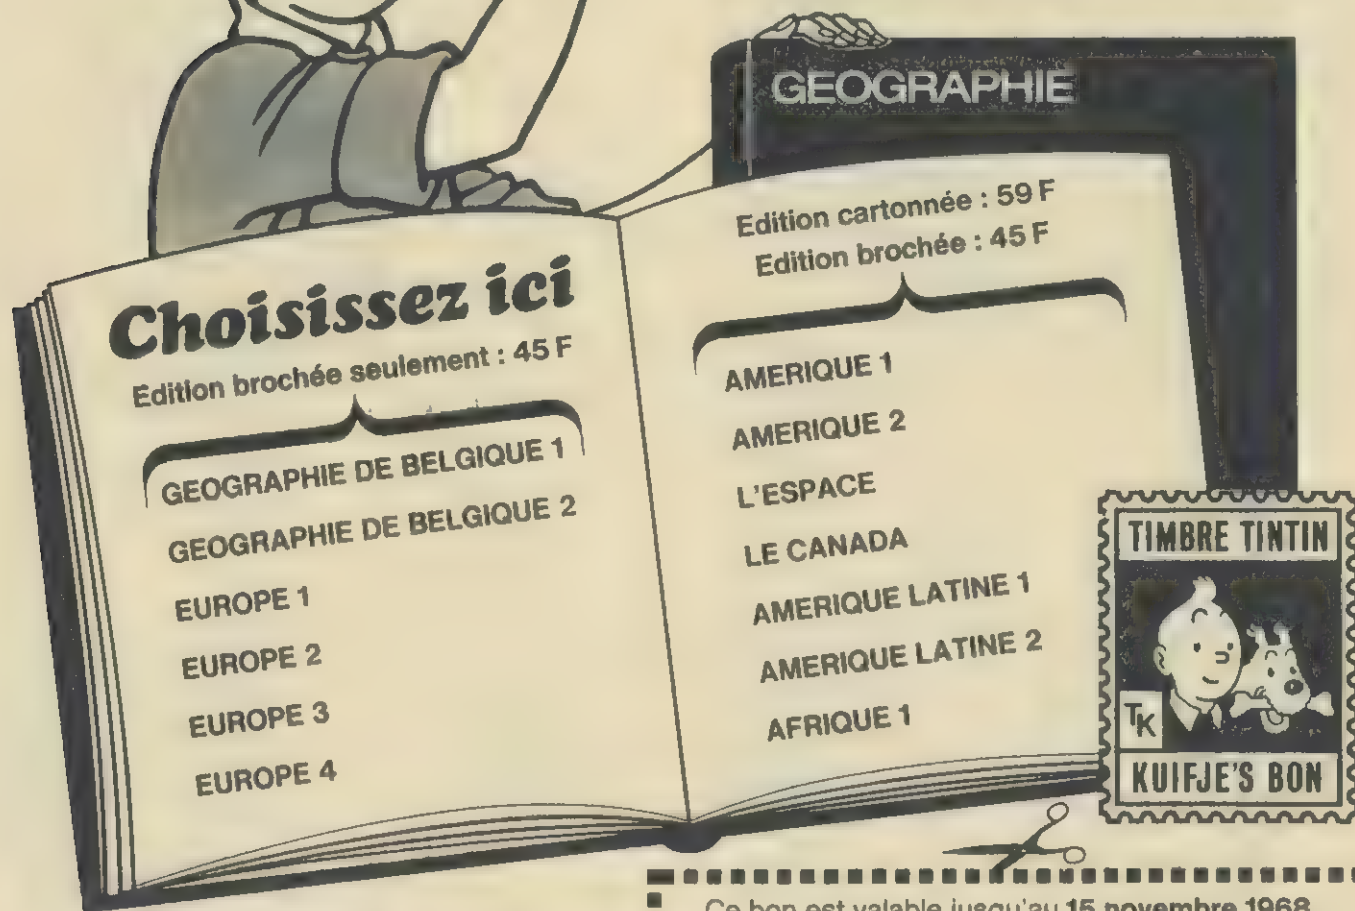 GEOGRAPHIE
Choisissez ici
Edition brochée seulement : 45 F
GEOGRAPHIE DE BELGIQUE 1
GEOGRAPHIE DE BELGIQUE 2
EUROPE 1
EUROPE 2
EUROPE 3
EUROPE 4
Edition cartonnée : 59 F
Edition brochée : 45 F
AMERIQUE 1
AMERIQUE 2
L'ESPACE
LE CANADA
AMERIQUE LATINE 1
AMERIQUE LATINE 2
AFRIQUE 1
TIMBRE TINTIN
TK
KUIFJE'S BON
Ce bon est valable jusqu'au 15 novembre 1968